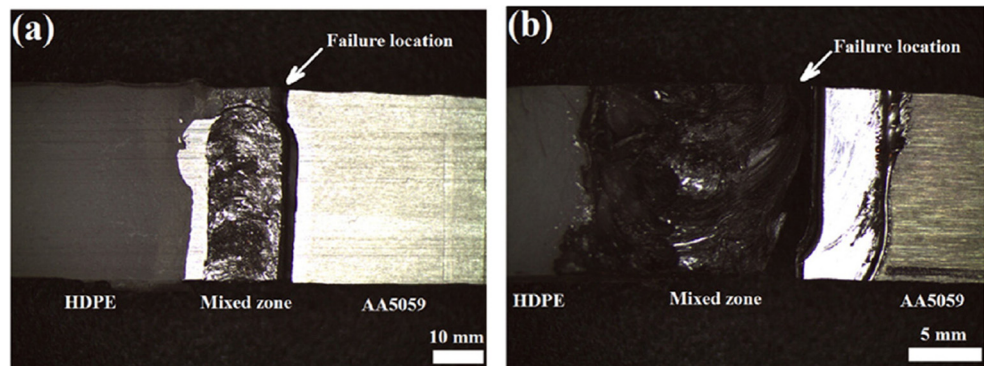 (a)
Failure location
HDPE
Mixed zone
AA5059
10 mm
(b)
Failure location
HDPE
Mixed zone
AA5059
5 mm